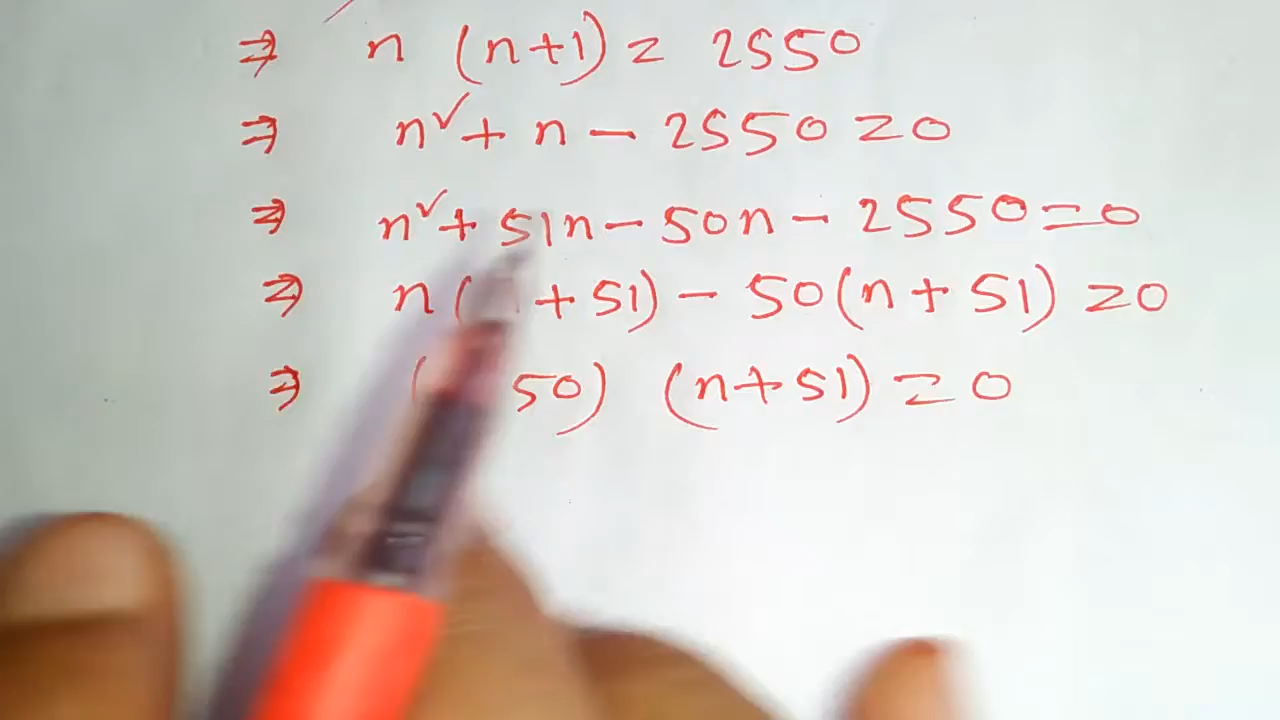 ⇒ n (n+1) = 2550
⇒ n² + n - 2550 = 0
⇒ n² + 51n - 50n - 2550 = 0
⇒ n( + 51) - 50(n + 51) = 0
⇒ ( 50) (n+51) = 0